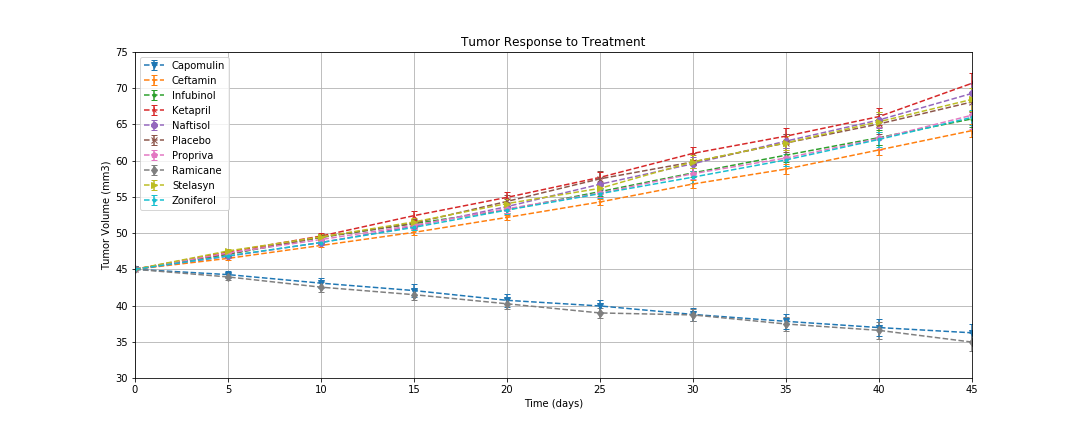 Tumor Response to Treatment
75
70
65
60
55
50
45
40
35
30
Tumor Volume (mm3)
Capomulin
Ceftamin
Infubinol
Ketapril
Naftisol
Placebo
Propriva
Ramicane
Stelasyn
Zoniferol
0 5 10 15 20 25 30 35 40 45
Time (days)